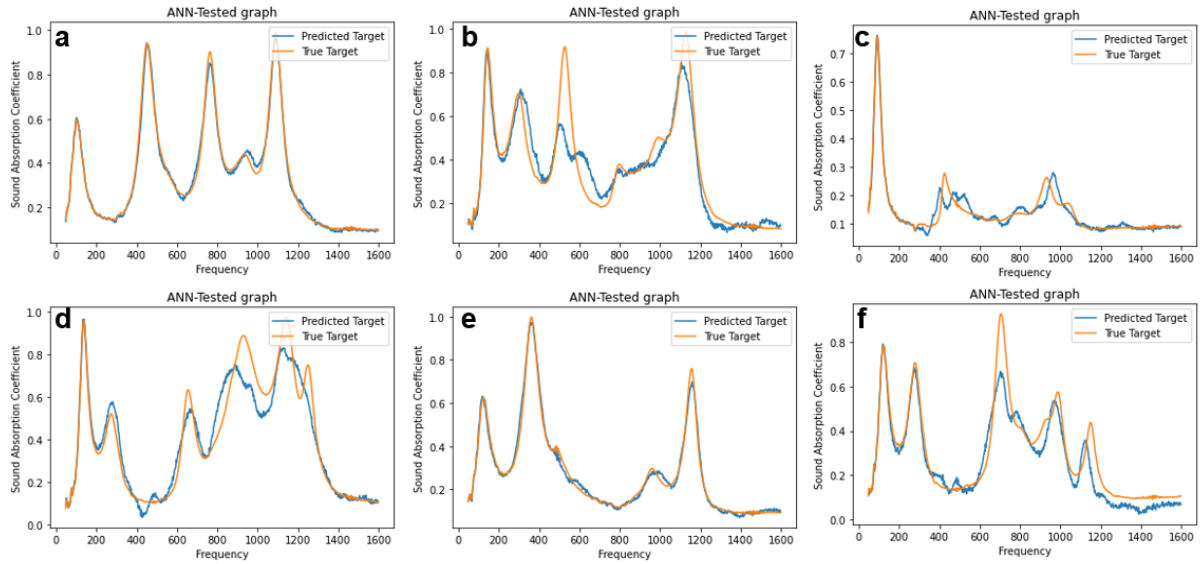 ANN-Tested graph
a
Predicted Target
True Target
Sound Absorption Coefficient
1.0
0.8
0.6
0.4
0.2
0 200 400 600 800 1000 1200 1400 1600
Frequency
ANN-Tested graph
b
Predicted Target
True Target
Sound Absorption Coefficient
1.0
0.8
0.6
0.4
0.2
0 200 400 600 800 1000 1200 1400 1600
Frequency
ANN-Tested graph
c
Predicted Target
True Target
Sound Absorption Coefficient
0.7
0.6
0.5
0.4
0.3
0.2
0.1
0 200 400 600 800 1000 1200 1400 1600
Frequency
ANN-Tested graph
d
Predicted Target
True Target
Sound Absorption Coefficient
1.0
0.8
0.6
0.4
0.2
0.0
0 200 400 600 800 1000 1200 1400 1600
Frequency
ANN-Tested graph
e
Predicted Target
True Target
Sound Absorption Coefficient
1.0
0.8
0.6
0.4
0.2
0 200 400 600 800 1000 1200 1400 1600
Frequency
ANN-Tested graph
f
Predicted Target
True Target
Sound Absorption Coefficient
0.8
0.6
0.4
0.2
0.0
0 200 400 600 800 1000 1200 1400 1600
Frequency